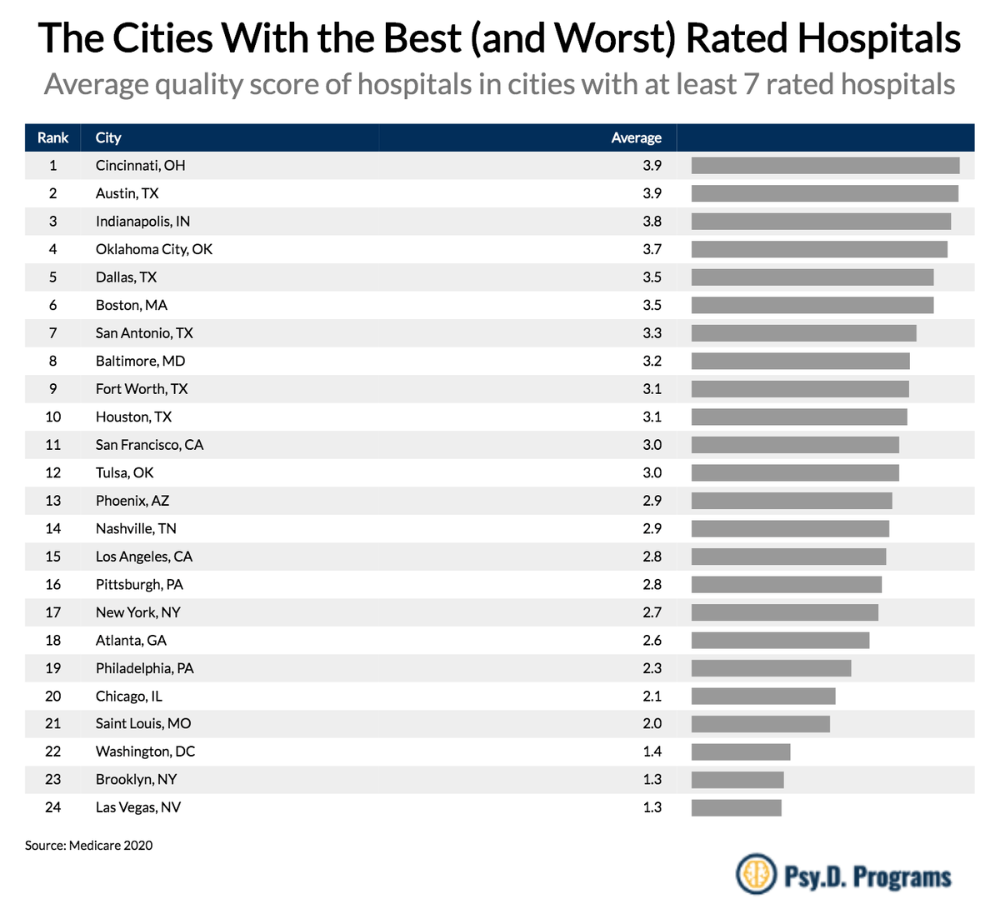 The Cities With the Best (and Worst) Rated Hospitals
Average quality score of hospitals in cities with at least 7 rated hospitals
Rank City Average
1 Cincinnati, OH 3.9
2 Austin, TX 3.9
3 Indianapolis, IN 3.8
4 Oklahoma City, OK 3.7
5 Dallas, TX 3.5
6 Boston, MA 3.5
7 San Antonio, TX 3.3
8 Baltimore, MD 3.2
9 Fort Worth, TX 3.1
10 Houston, TX 3.1
11 San Francisco, CA 3.0
12 Tulsa, OK 3.0
13 Phoenix, AZ 2.9
14 Nashville, TN 2.9
15 Los Angeles, CA 2.8
16 Pittsburgh, PA 2.8
17 New York, NY 2.7
18 Atlanta, GA 2.6
19 Philadelphia, PA 2.3
20 Chicago, IL 2.1
21 Saint Louis, MO 2.0
22 Washington, DC 1.4
23 Brooklyn, NY 1.3
24 Las Vegas, NV 1.3
Source: Medicare 2020
Psy.D. Programs